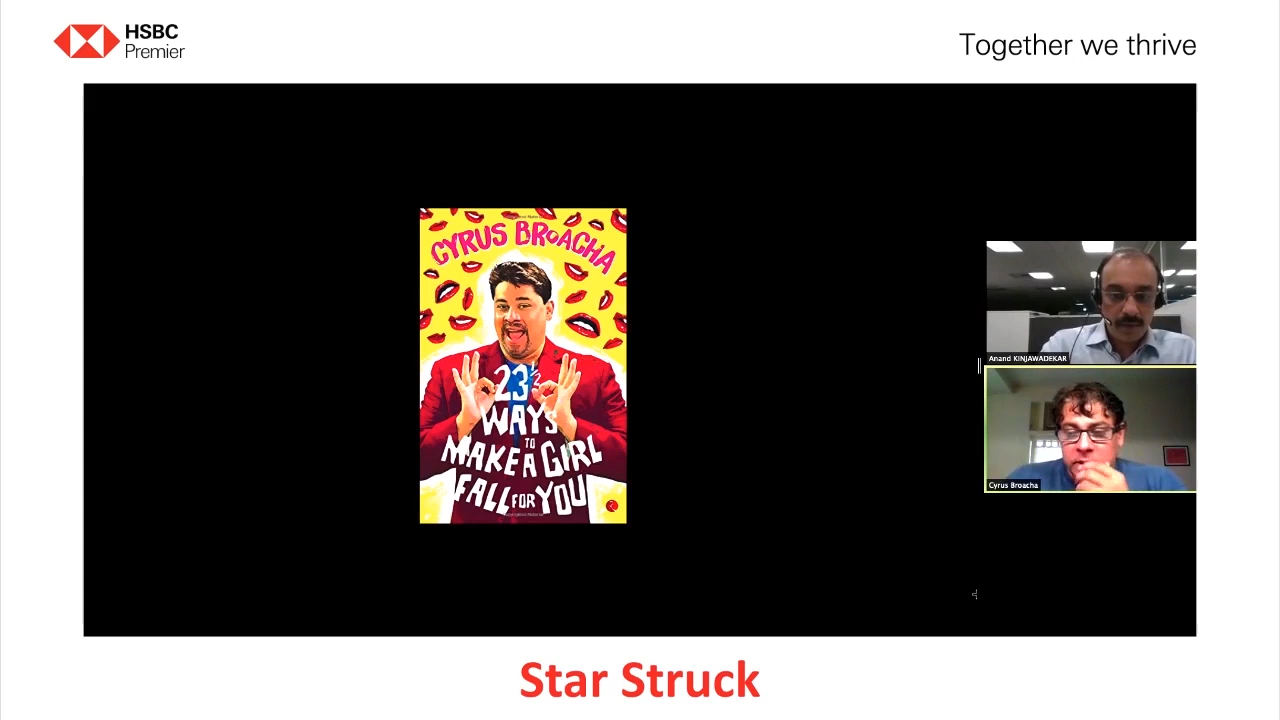 HSBC
Premier
Together we thrive
CYRUS BROACHA
23½
WAYS
TO
MAKE A GIRL
FALL FOR YOU
Anand KINJAWADEKAR
Cyrus Broacha
Star Struck